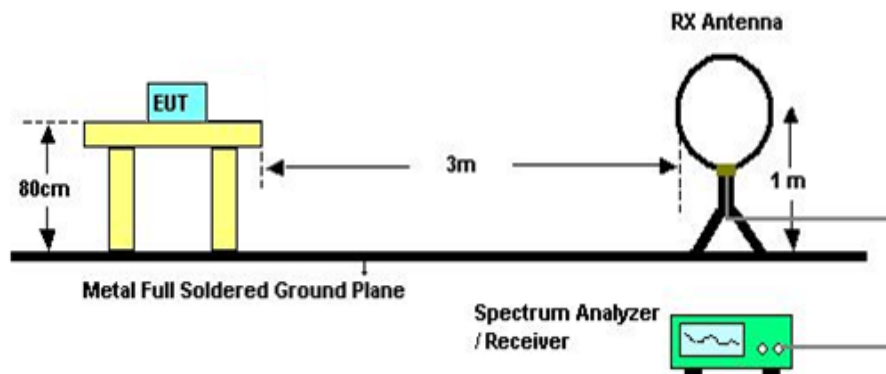 RX Antenna
EUT
3m
80cm
1 m
Metal Full Soldered Ground Plane
Spectrum Analyzer
/ Receiver